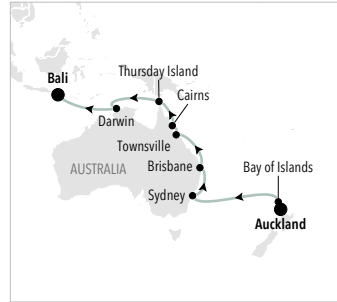 Thursday Island
Bali
Cairns
Darwin
Townsville
Bay of Islands
AUSTRALIA
Brisbane
Sydney
Auckland